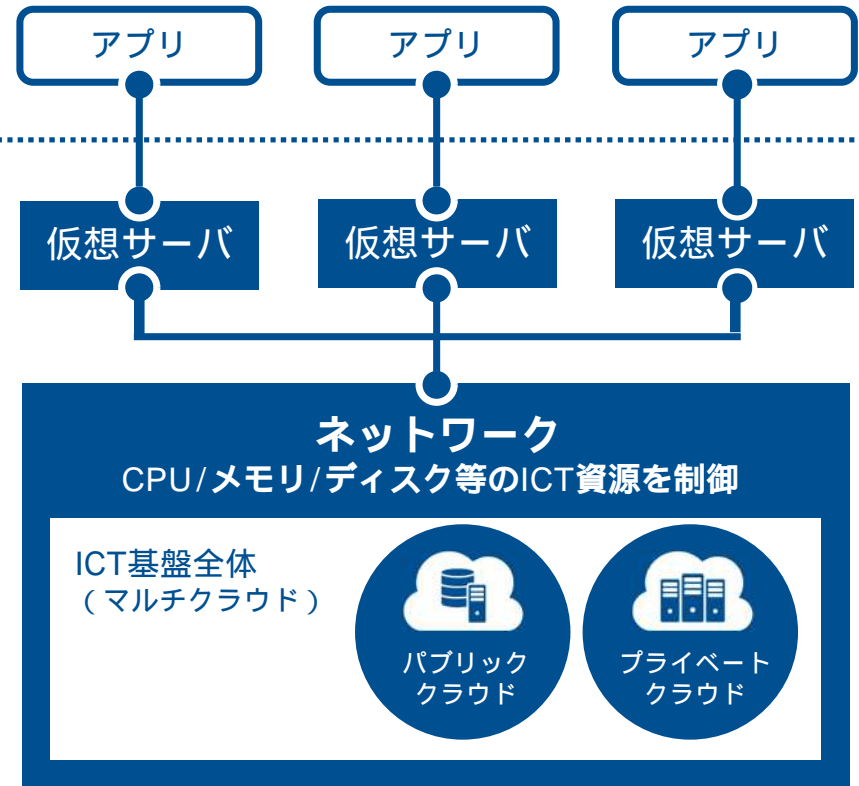 アプリ
アプリ
アプリ
仮想サーバ
仮想サーバ
仮想サーバ
ネットワーク
CPU/メモリ/ディスク等のICT資源を制御
ICT基盤全体
（マルチクラウド）
パブリック
クラウド
プライベート
クラウド